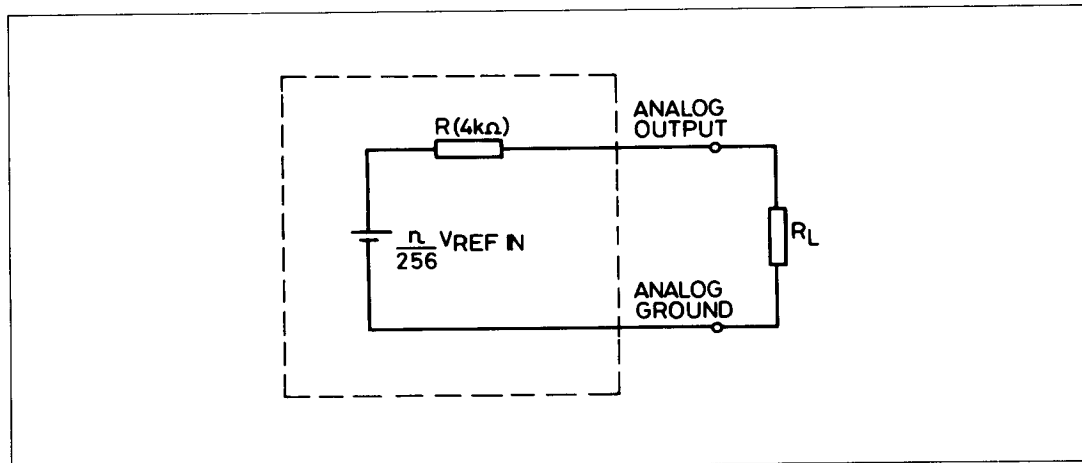 R(4kΩ)
ANALOG
OUTPUT
n
256
VREF IN
RL
ANALOG
GROUND